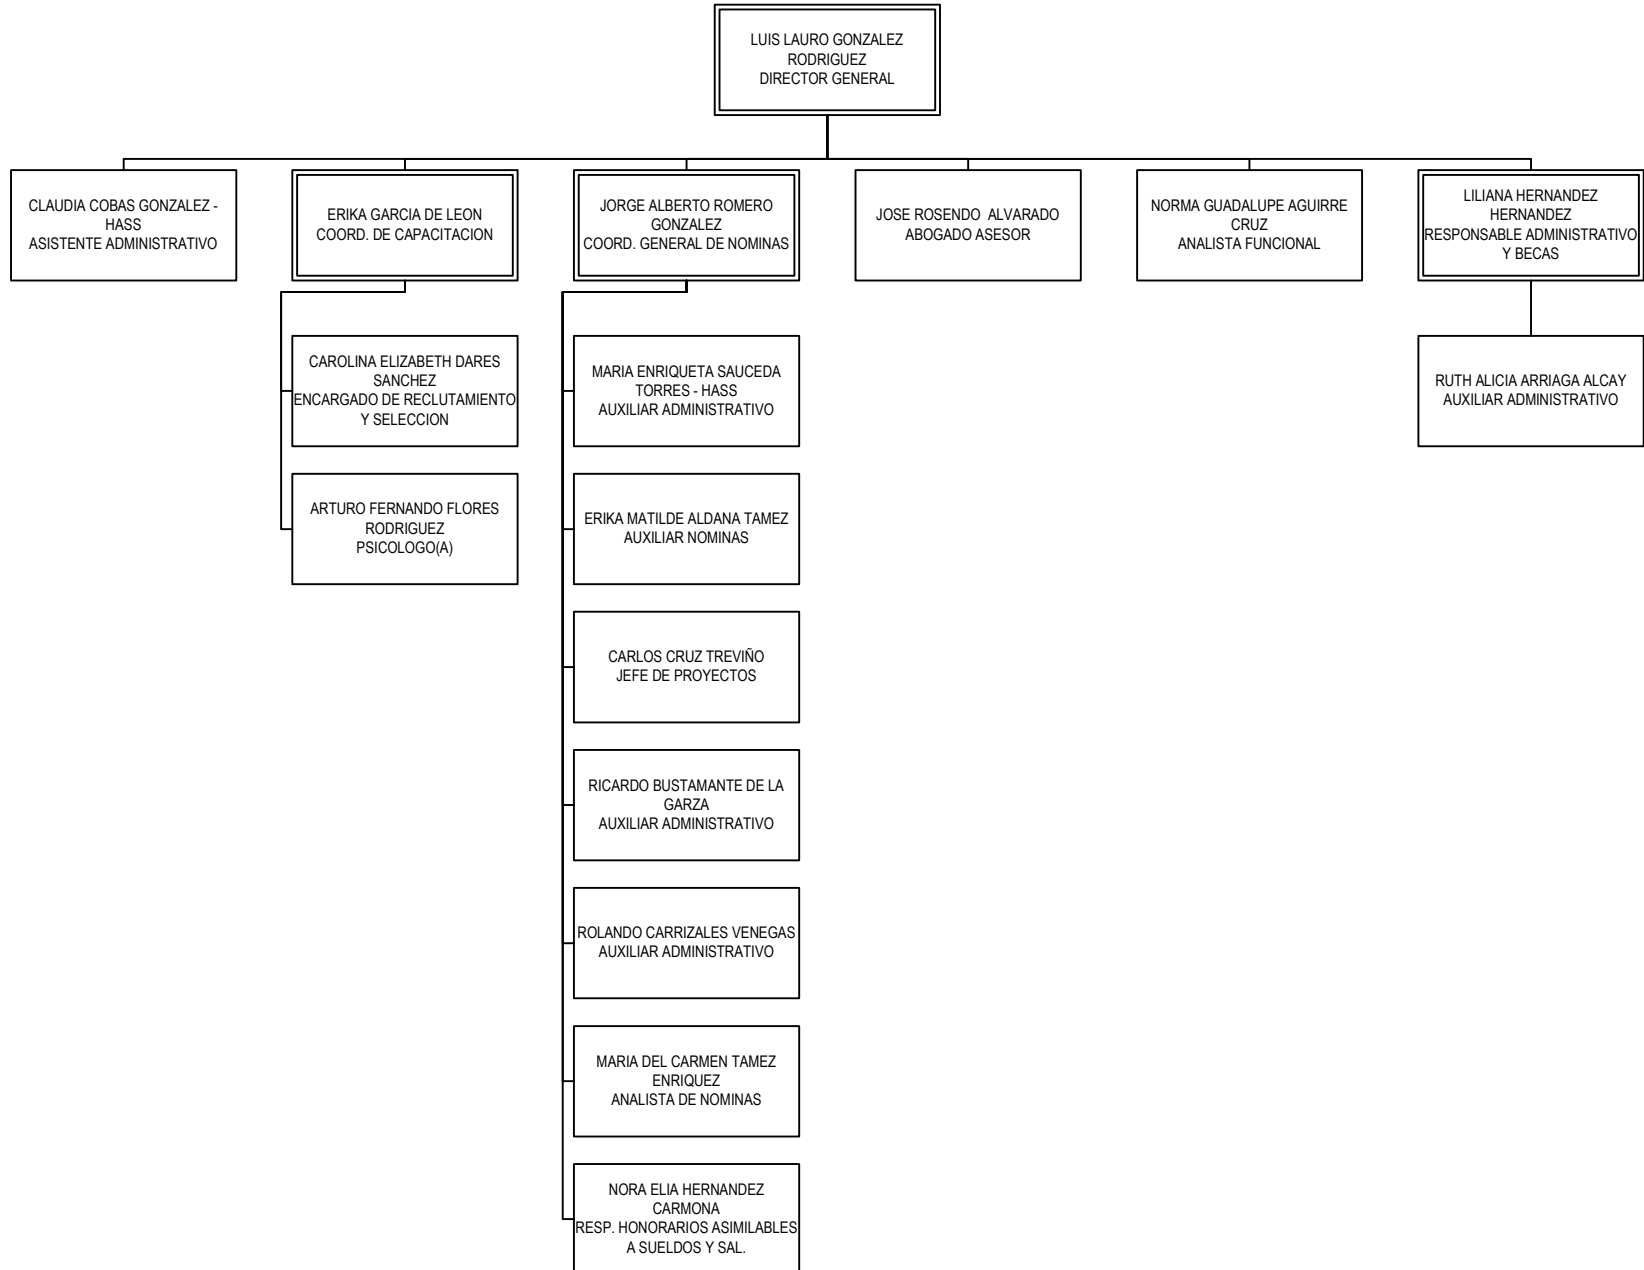 LUIS LAURO GONZALEZ
RODRIGUEZ
DIRECTOR GENERAL
CLAUDIA COBAS GONZALEZ -
HASS
ASISTENTE ADMINISTRATIVO
ERIKA GARCIA DE LEON
COORD. DE CAPACITACION
JORGE ALBERTO ROMERO
GONZALEZ
COORD. GENERAL DE NOMINAS
JOSE ROSENDO  ALVARADO
ABOGADO ASESOR
NORMA GUADALUPE AGUIRRE
CRUZ
ANALISTA FUNCIONAL
LILIANA HERNANDEZ
HERNANDEZ
RESPONSABLE ADMINISTRATIVO
Y BECAS
CAROLINA ELIZABETH DARES
SANCHEZ
ENCARGADO DE RECLUTAMIENTO
Y SELECCION
ARTURO FERNANDO FLORES
RODRIGUEZ
PSICOLOGO(A)
MARIA ENRIQUETA SAUCEDA
TORRES - HASS
AUXILIAR ADMINISTRATIVO
ERIKA MATILDE ALDANA TAMEZ
AUXILIAR NOMINAS
CARLOS CRUZ TREVIÑO
JEFE DE PROYECTOS
RICARDO BUSTAMANTE DE LA
GARZA
AUXILIAR ADMINISTRATIVO
ROLANDO CARRIZALES VENEGAS
AUXILIAR ADMINISTRATIVO
MARIA DEL CARMEN TAMEZ
ENRIQUEZ
ANALISTA DE NOMINAS
NORA ELIA HERNANDEZ
CARMONA
RESP. HONORARIOS ASIMILABLES
A SUELDOS Y SAL.
RUTH ALICIA ARRIAGA ALCAY
AUXILIAR ADMINISTRATIVO